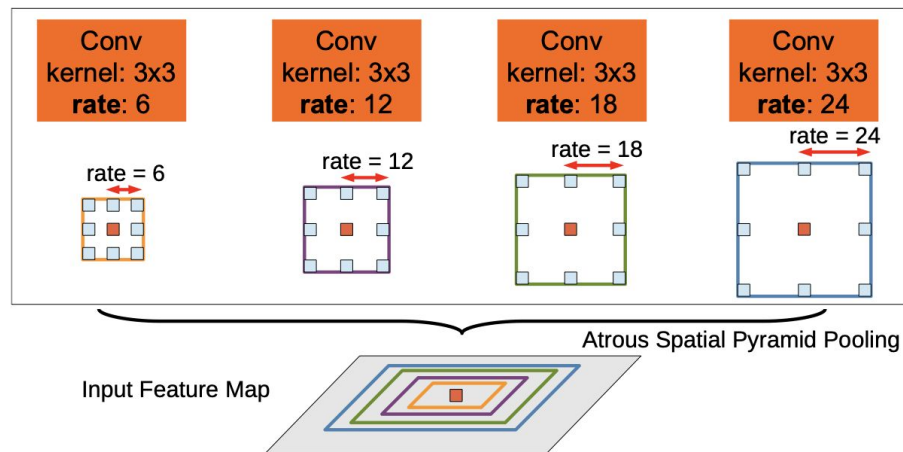 Conv
kernel: 3x3
rate: 6
Conv
kernel: 3x3
rate: 12
Conv
kernel: 3x3
rate: 18
Conv
kernel: 3x3
rate: 24
rate = 6
rate = 12
rate = 18
rate = 24
Atrous Spatial Pyramid Pooling
Input Feature Map